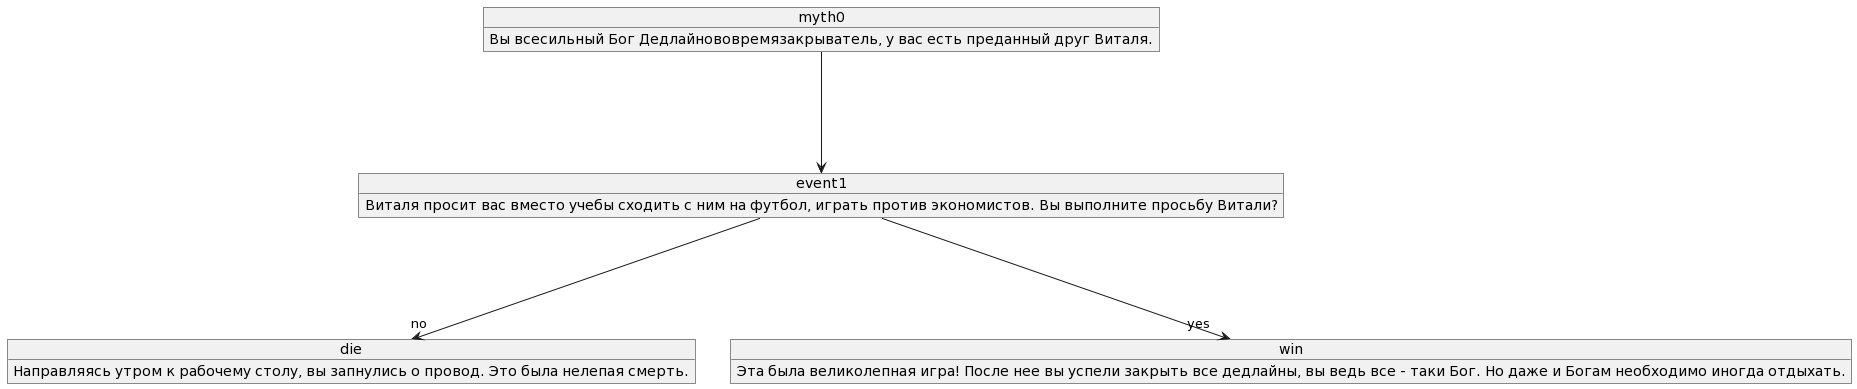 myth0
Вы всесильный Бог Дедлайнововремязакрыватель, у вас есть преданный друг Виталя.
event1
Виталя просит вас вместо учебы сходить с ним на футбол, играть против экономистов. Вы выполните просьбу Витали?
no
yes
die
Направляясь утром к рабочему столу, вы запнулись о провод. Это была нелепая смерть.
win
Эта была великолепная игра! После нее вы успели закрыть все дедлайны, вы ведь все - таки Бог. Но даже и Богам необходимо иногда отдыхать.